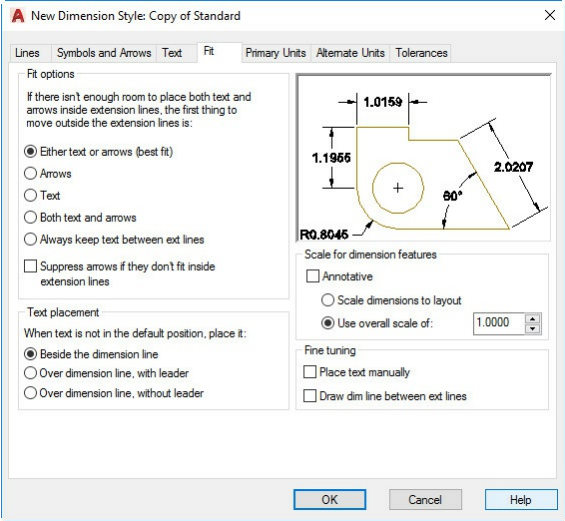 New Dimension Style: Copy of Standard
Lines Symbols and Arrows Text Fit Primary Units Alternate Units Tolerances
Fit options
If there isn't enough room to place both text and
arrows inside extension lines, the first thing to
move outside the extension lines is:
Either text or arrows (best fit)
Arrows
Text
Both text and arrows
Always keep text between ext lines
Suppress arrows if they don't fit inside
extension lines
Text placement
When text is not in the default position, place it:
Beside the dimension line
Over dimension line, with leader
Over dimension line, without leader
1.0159
1.1955
2.0207
60°
R0.8045
Scale for dimension features
Annotative
Scale dimensions to layout
Use overall scale of: 1.0000
Fine tuning
Place text manually
Draw dim line between ext lines
OK Cancel Help